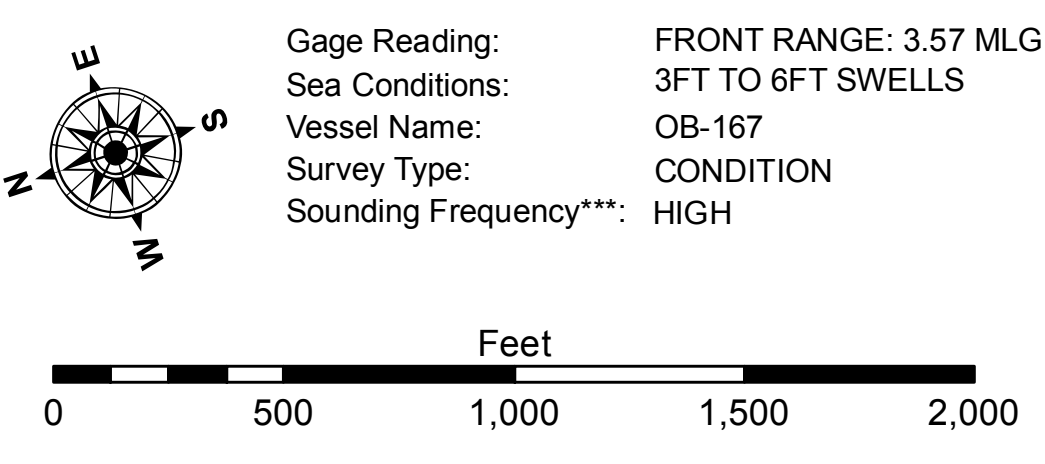 E
S
N
W
Gage Reading: FRONT RANGE: 3.57 MLG
Sea Conditions: 3FT TO 6FT SWELLS
Vessel Name: OB-167
Survey Type: CONDITION
Sounding Frequency***: HIGH
Feet
0 500 1,000 1,500 2,000